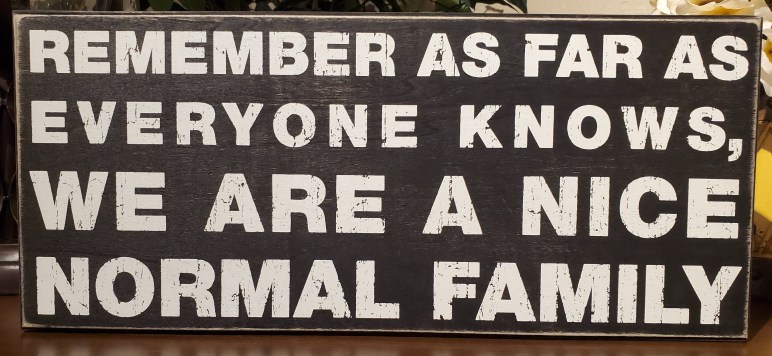 REMEMBER AS FAR AS
EVERYONE KNOWS,
WE ARE A NICE
NORMAL FAMILY